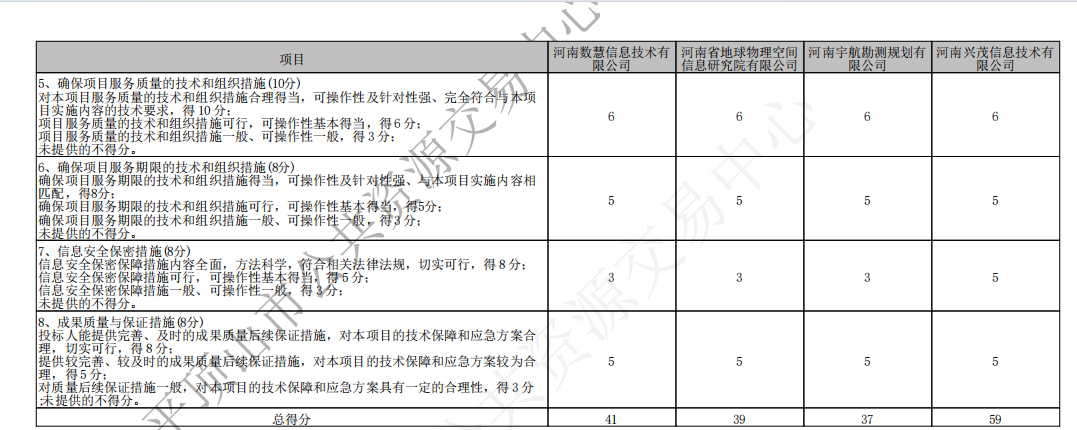 项目
河南数慧信息技术有
限公司
河南省地球物理空间
信息研究院有限公司
河南宇航勘测规划有
限公司
河南兴茂信息技术有
限公司
5、确保项目服务质量的技术和组织措施(10分)
对本项目服务质量的技术和组织措施合理得当，可操作性及针对性强、完全符合与本项
目实施内容的技术要求，得 10 分；
项目服务质量的技术和组织措施可行，可操作性基本得当，得 6 分；
项目服务质量的技术和组织措施一般、可操作性一般，得 3 分；
未提供的不得分。
6
6
6
6
6、确保项目服务期限的技术和组织措施(8分)
确保项目服务期限的技术和组织措施得当，可操作性及针对性强、与本项目实施内容相
匹配，得8分；
确保项目服务期限的技术和组织措施可行，可操作性基本得当，得5分；
确保项目服务期限的技术和组织措施一般、可操作性一般，得 3 分；
未提供的不得分。
5
5
5
5
7、信息安全保密措施(8分)
信息安全保密保障措施内容全面，方法科学，符合相关法律法规，切实可行，得 8 分；
信息安全保密保障措施可行，可操作性基本得当，得 5 分；
信息安全保密保障措施一般、可操作性一般，得 3 分；
未提供的不得分。
3
3
3
5
8、成果质量与保证措施(8分)
投标人能提供完善、及时的成果质量后续保证措施，对本项目的技术保障和应急方案合
理，切实可行，得 8 分；
提供较完善、较及时的成果质量后续保证措施，对本项目的技术保障和应急方案较为合
理，得 5 分；
对质量后续保证措施一般，对本项目的技术保障和应急方案具有一定的合理性，得 3 分
;未提供的不得分。
5
5
5
5
总得分
41
39
37
59
平顶山市公共资源交易中心
公共资源交易中心